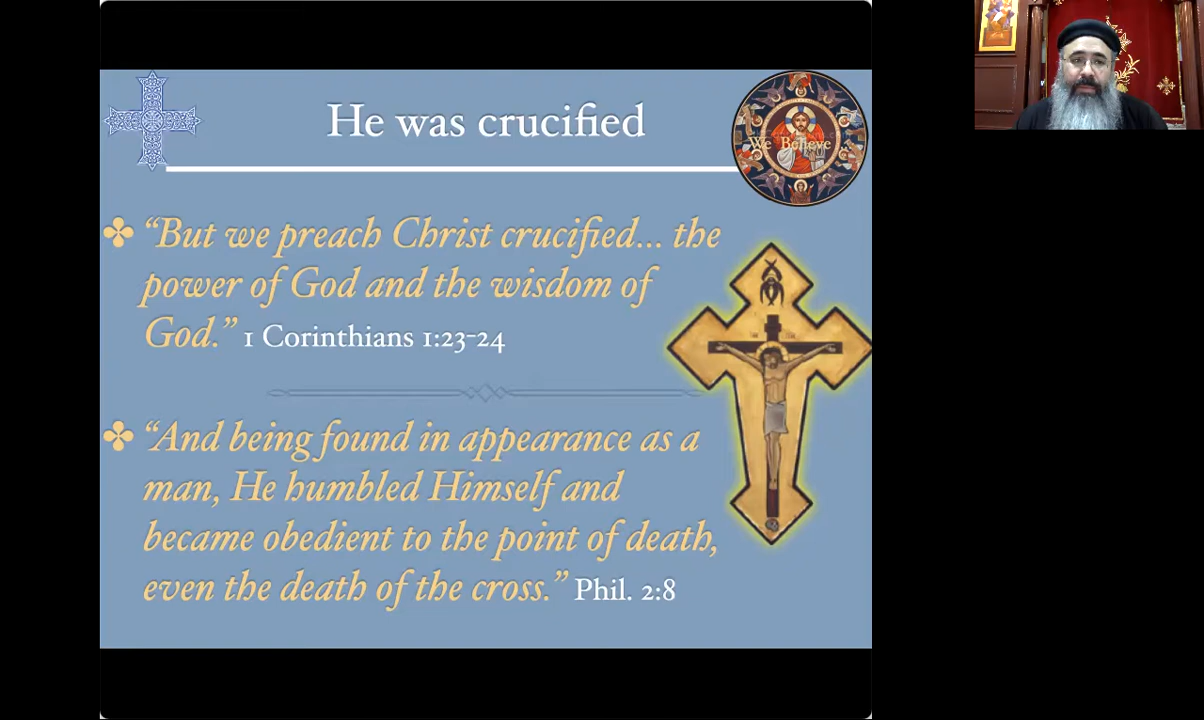 He was crucified
We Believe ...
“But we preach Christ crucified... the
power of God and the wisdom of
God.” 1 Corinthians 1:23-24
“And being found in appearance as a
man, He humbled Himself and
became obedient to the point of death,
even the death of the cross.” Phil. 2:8